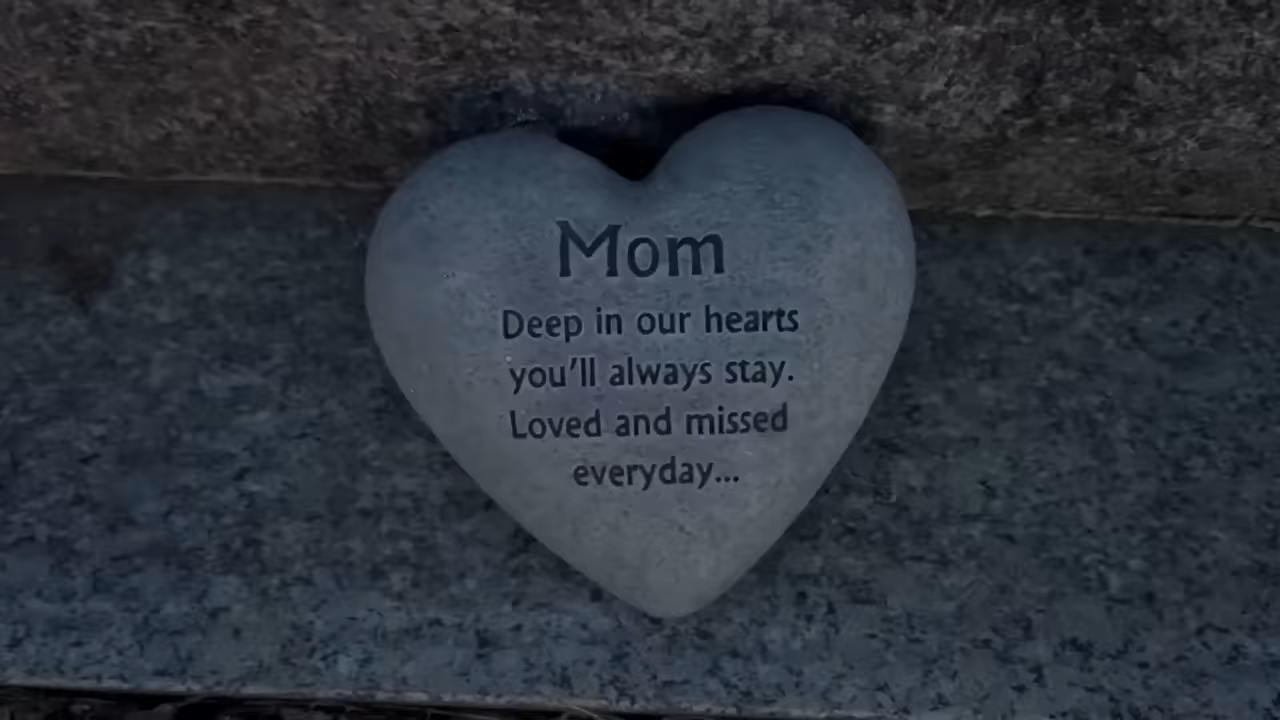 Mom
Deep in our hearts
you'll always stay.
Loved and missed
everyday...